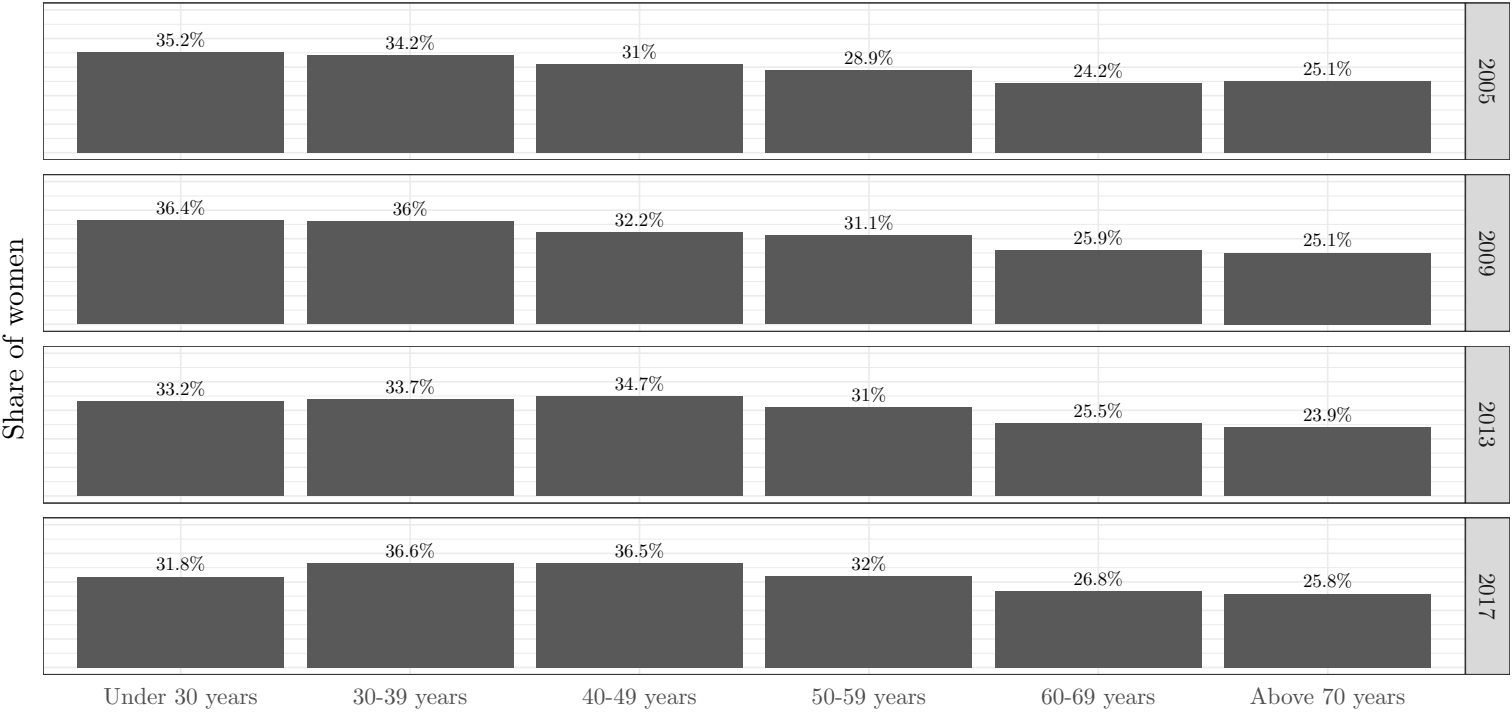 Share of women
35.2% 34.2% 31% 28.9% 24.2% 25.1%
2005
36.4% 36% 32.2% 31.1% 25.9% 25.1%
2009
33.2% 33.7% 34.7% 31% 25.5% 23.9%
2013
31.8% 36.6% 36.5% 32% 26.8% 25.8%
2017
Under 30 years 30-39 years 40-49 years 50-59 years 60-69 years Above 70 years